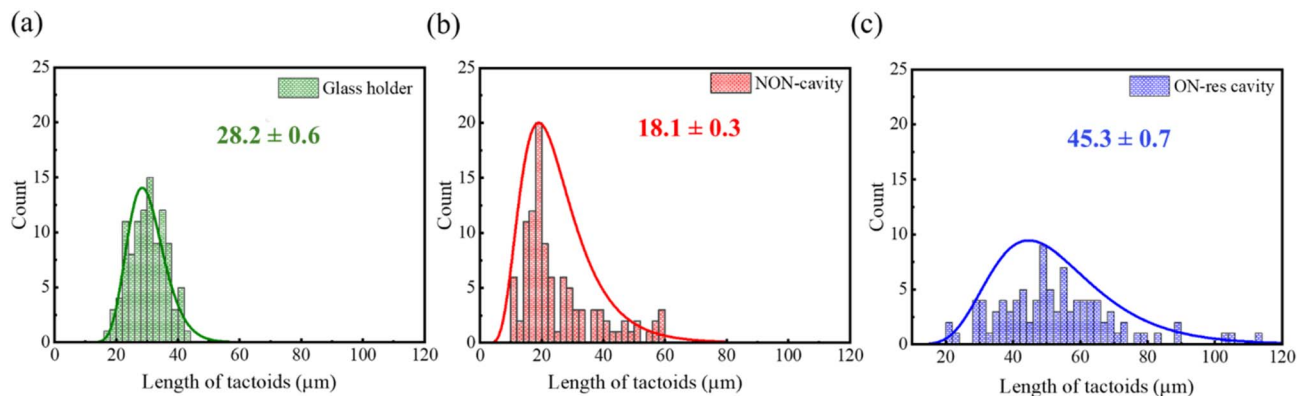 (a)
(b)
(c)
Glass holder
28.2 ± 0.6
Count
25
20
15
10
5
0
0 20 40 60 80 100 120
Length of tactoids (µm)
NON-cavity
18.1 ± 0.3
Count
25
20
15
10
5
0
0 20 40 60 80 100 120
Length of tactoids (µm)
ON-res cavity
45.3 ± 0.7
Count
25
20
15
10
5
0
20 40 60 80 100 120
Length of tactoids (µm)